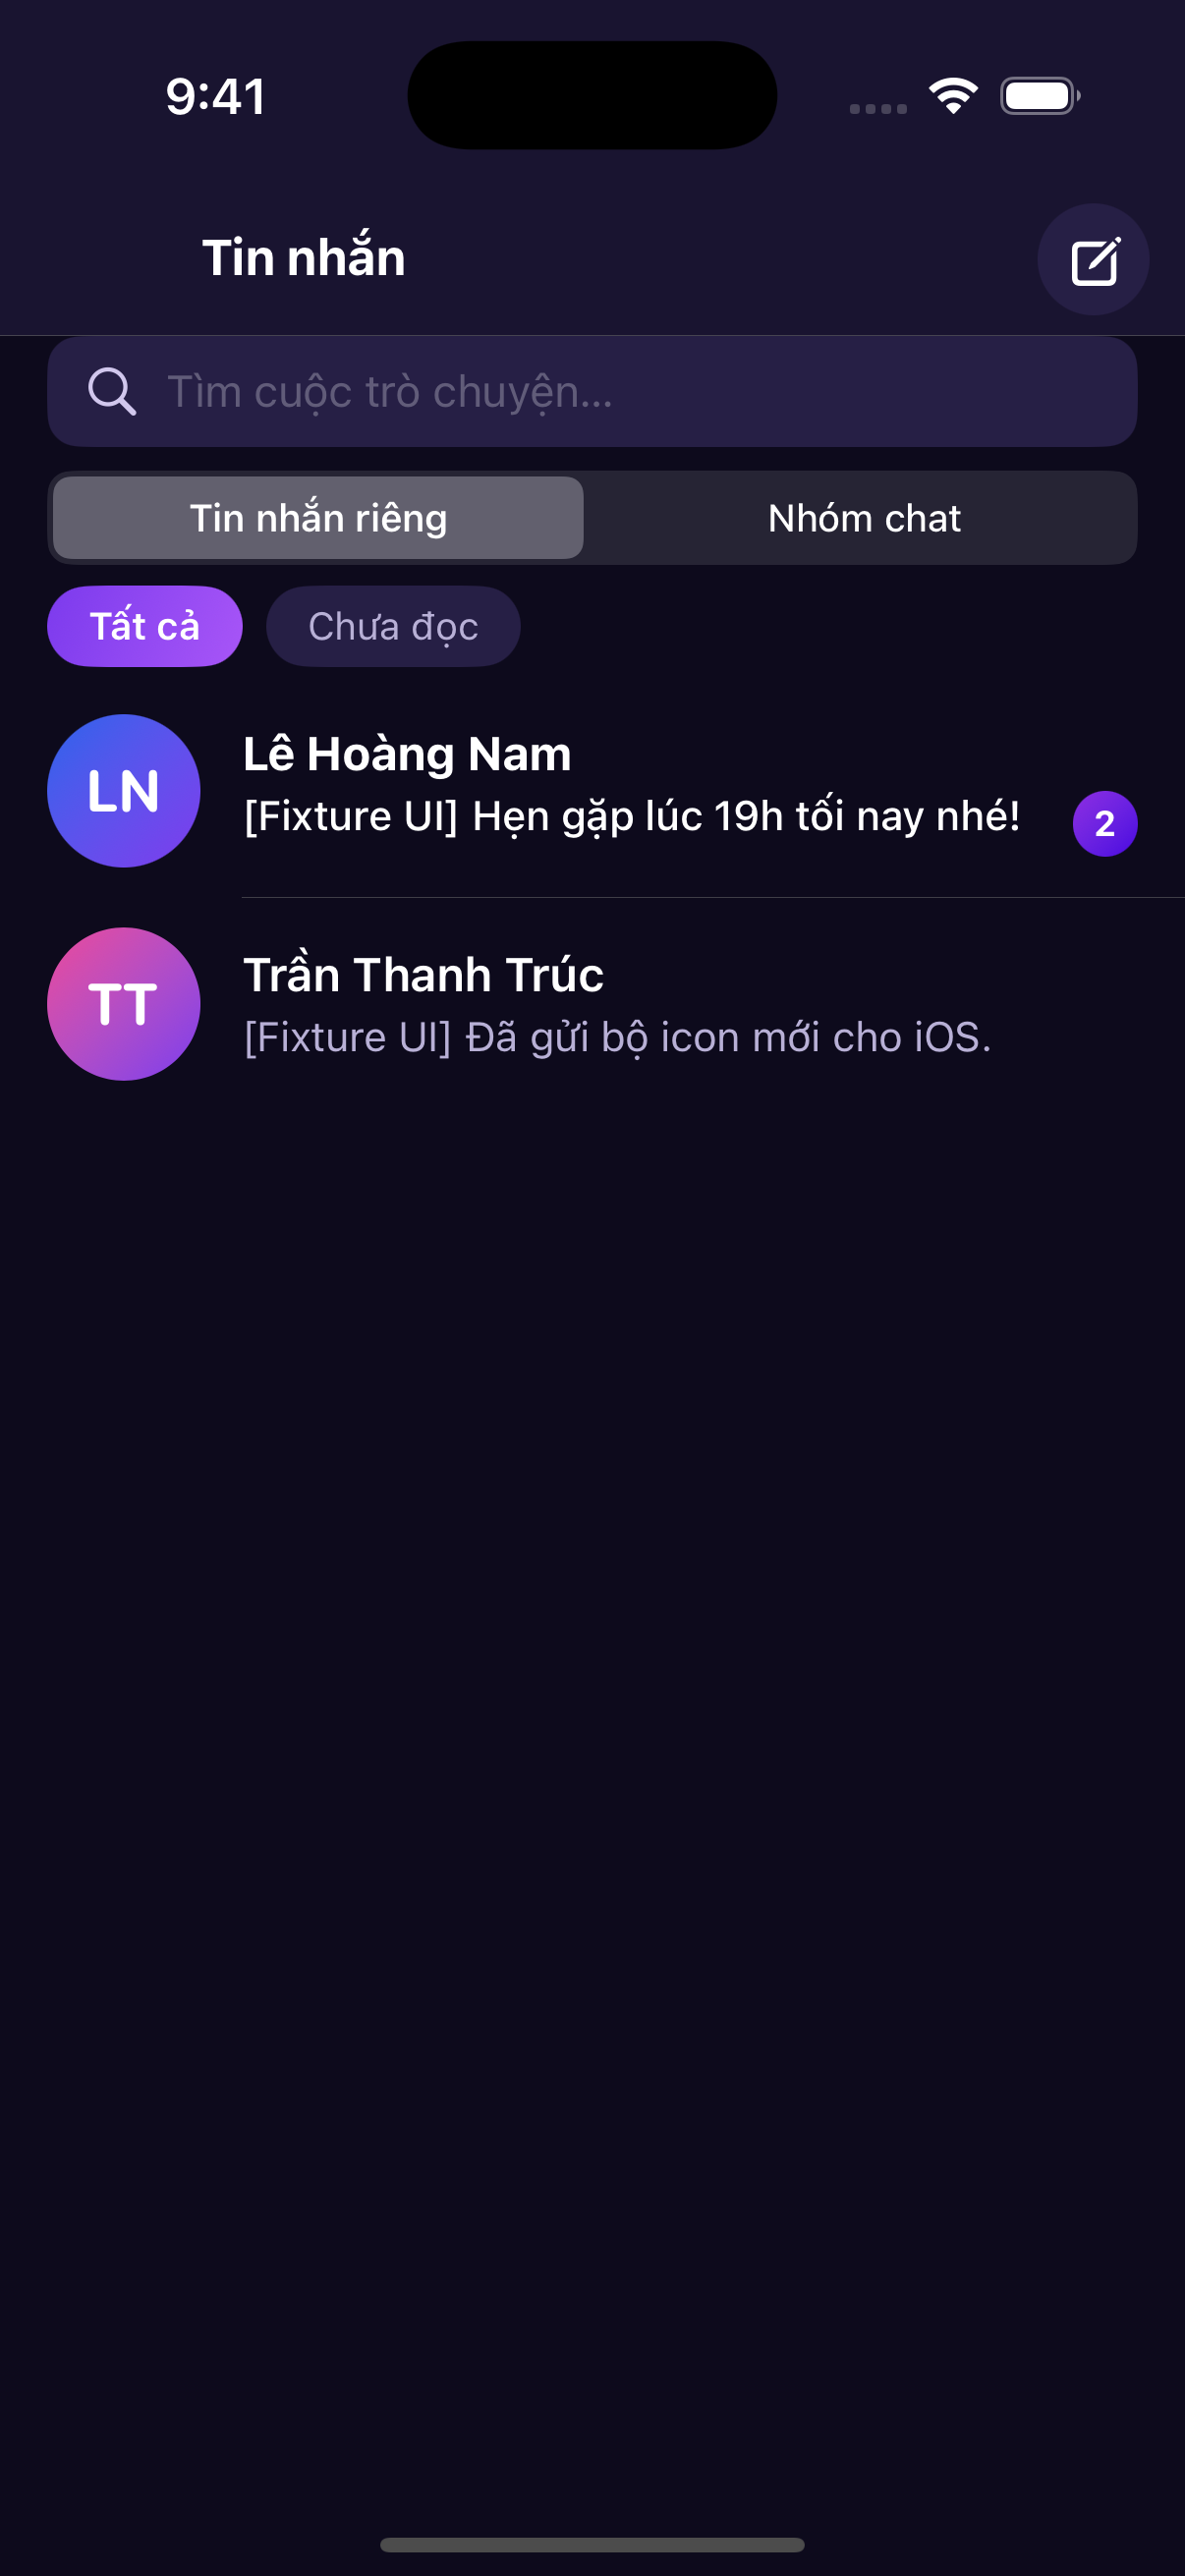 9:41
Tin nhắn
Tìm cuộc trò chuyện...
Tin nhắn riêng
Nhóm chat
Tất cả
Chưa đọc
LN
Lê Hoàng Nam
[Fixture UI] Hẹn gặp lúc 19h tối nay nhé!
2
TT
Trần Thanh Trúc
[Fixture UI] Đã gửi bộ icon mới cho iOS.